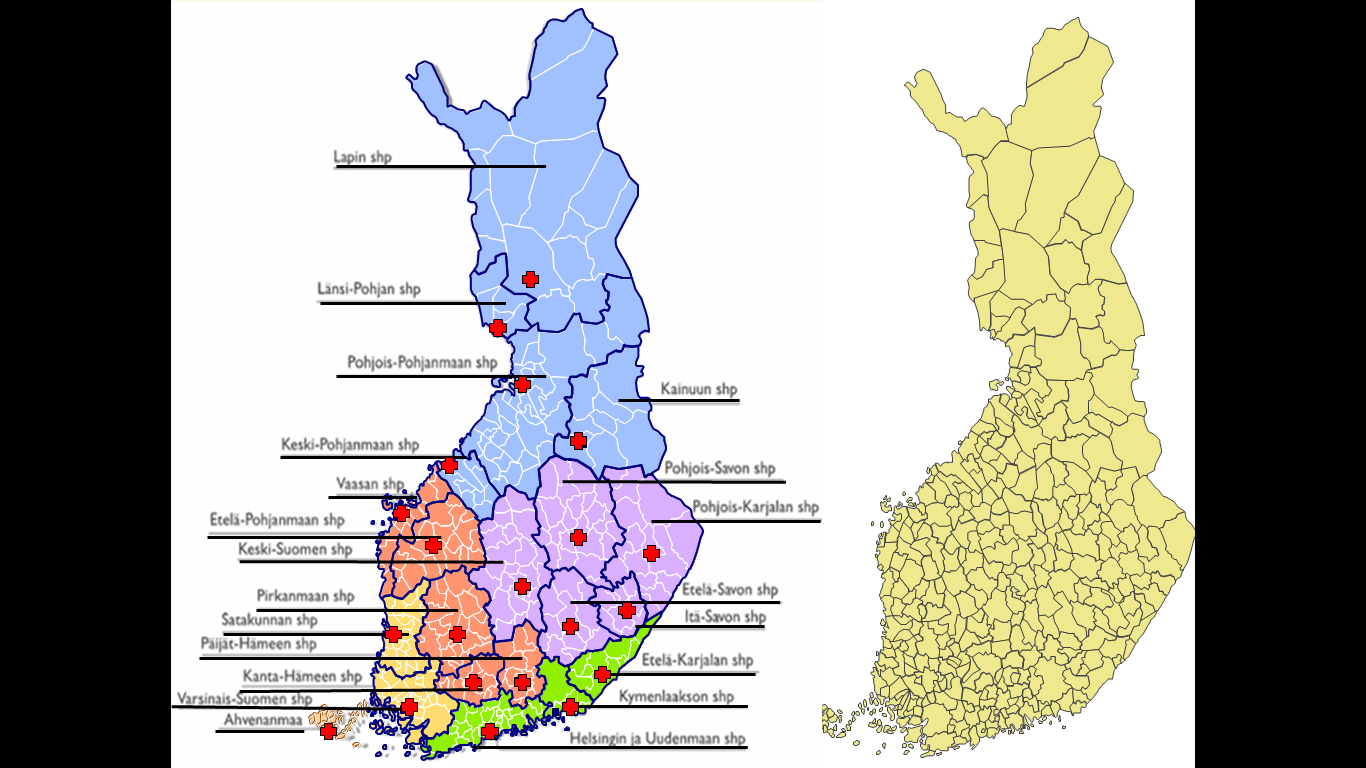 Lapin shp
Länsi-Pohjan shp
Pohjois-Pohjanmaan shp
Kainuun shp
Keski-Pohjanmaan shp
Pohjois-Savon shp
Vaasan shp
Pohjois-Karjalan shp
Etelä-Pohjanmaan shp
Keski-Suomen shp
Etelä-Savon shp
Pirkanmaan shp
Itä-Savon shp
Satakunnan shp
Päijät-Hämeen shp
Etelä-Karjalan shp
Kanta-Hämeen shp
Varsinais-Suomen shp
Kymenlaakson shp
Ahvenanmaa
Helsingin ja Uudenmaan shp